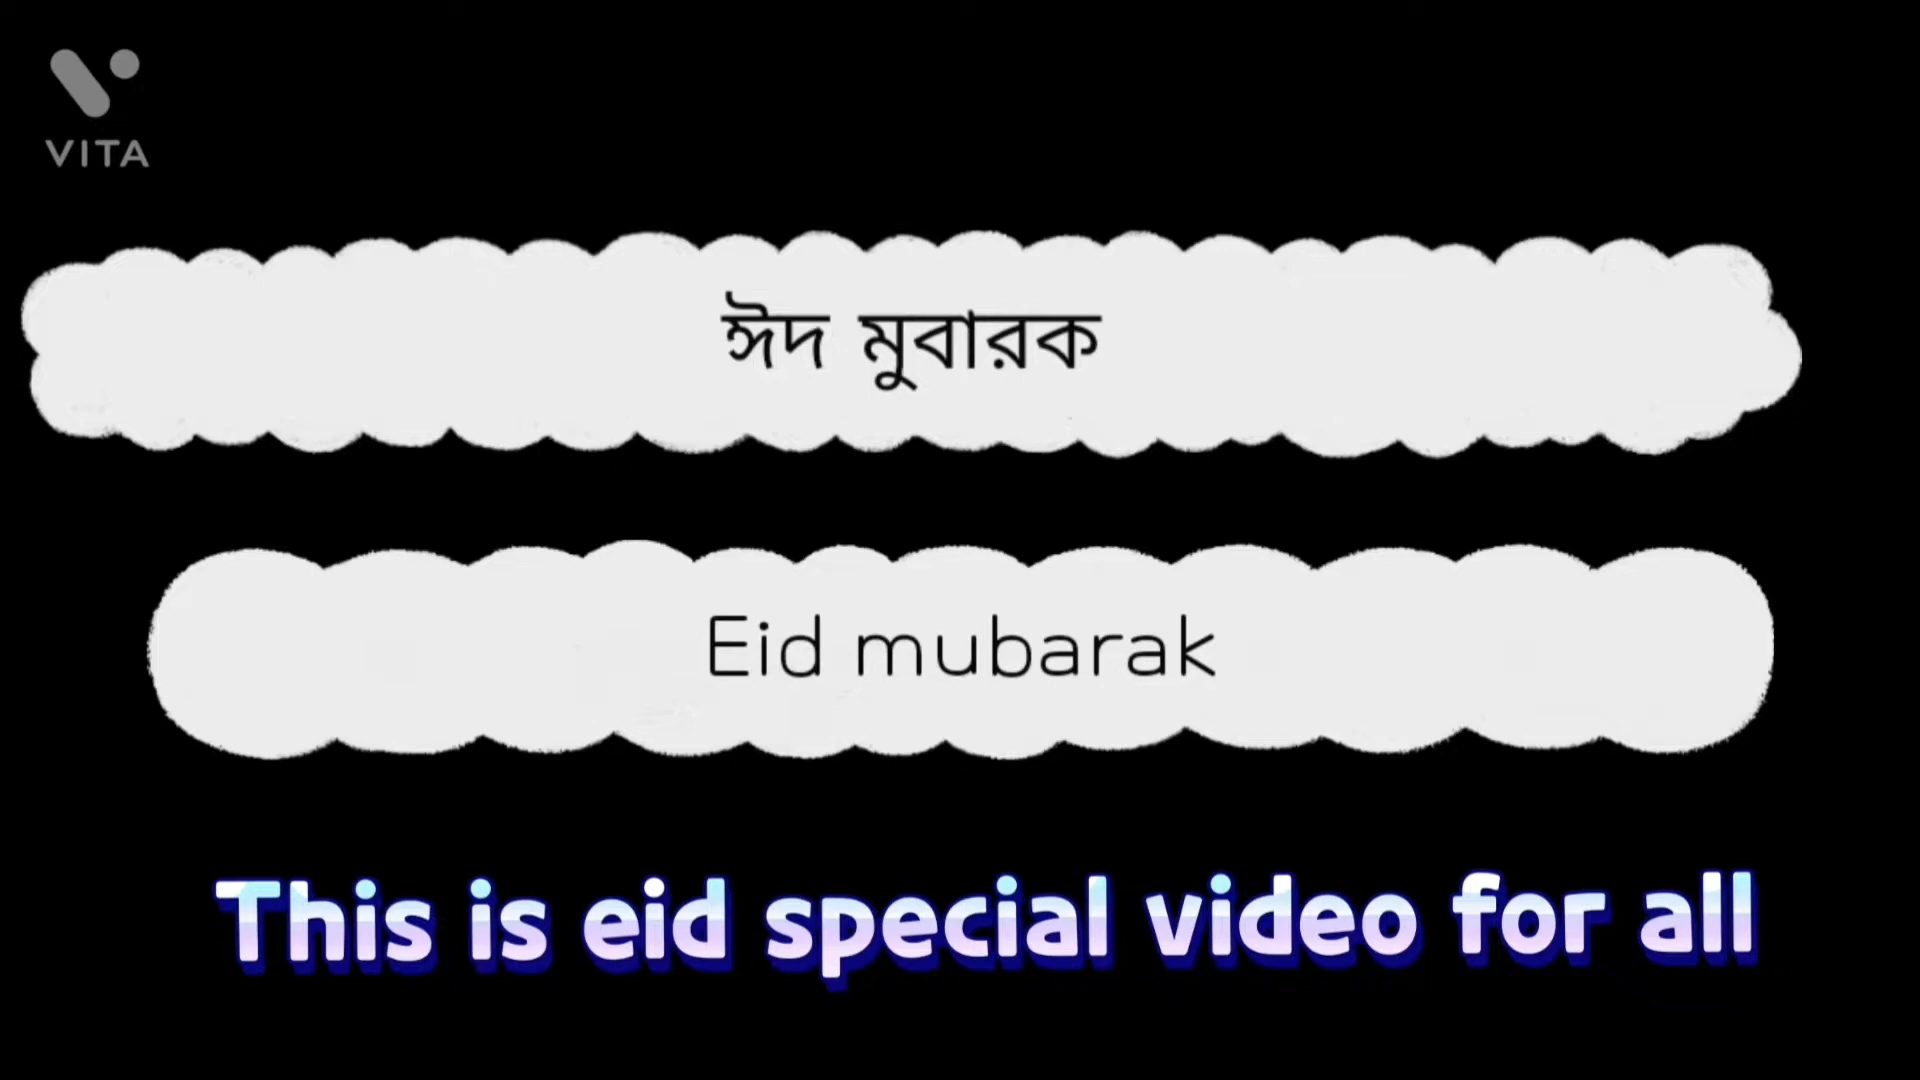 VITA
ঈদ মুবারক
Eid mubarak
This is eid special video for all